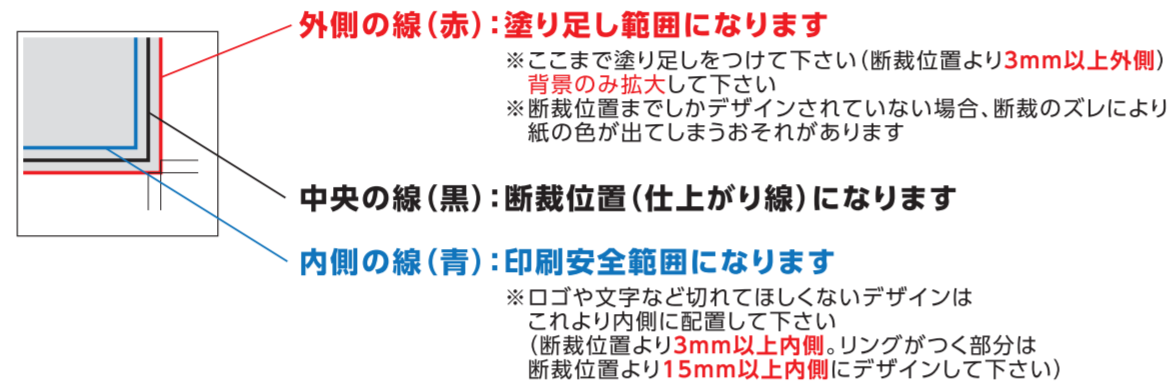 外側の線（赤）：塗り足し範囲になります
※ここまで塗り足しをつけて下さい（断裁位置より3mm以上外側）
背景のみ拡大して下さい
※断裁位置までしかデザインされていない場合、断裁のズレにより
紙の色が出てしまうおそれがあります
中央の線（黒）：断裁位置（仕上がり線）になります
内側の線（青）：印刷安全範囲になります
※ロゴや文字など切れてほしくないデザインは
これより内側に配置して下さい
（断裁位置より3mm以上内側。リングがつく部分は
断裁位置より15mm以上内側にデザインして下さい）